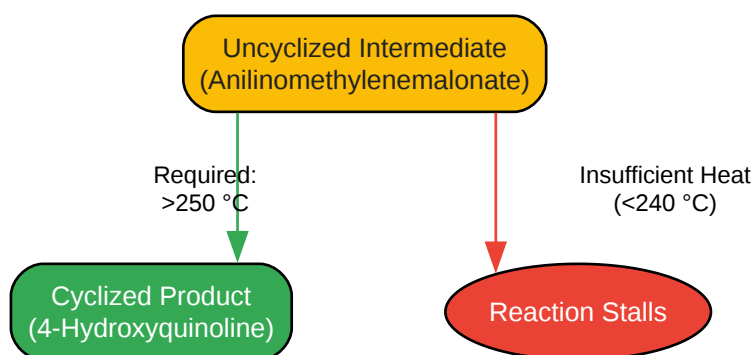 Uncyclized Intermediate
(Anilinomethylenemalonate)
Required:
>250 °C
Insufficient Heat
(<240 °C)
Cyclized Product
(4-Hydroxyquinoline)
Reaction Stalls